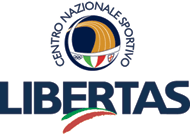 CENTRO NAZIONALE SPORTIVO
LIBERTAS